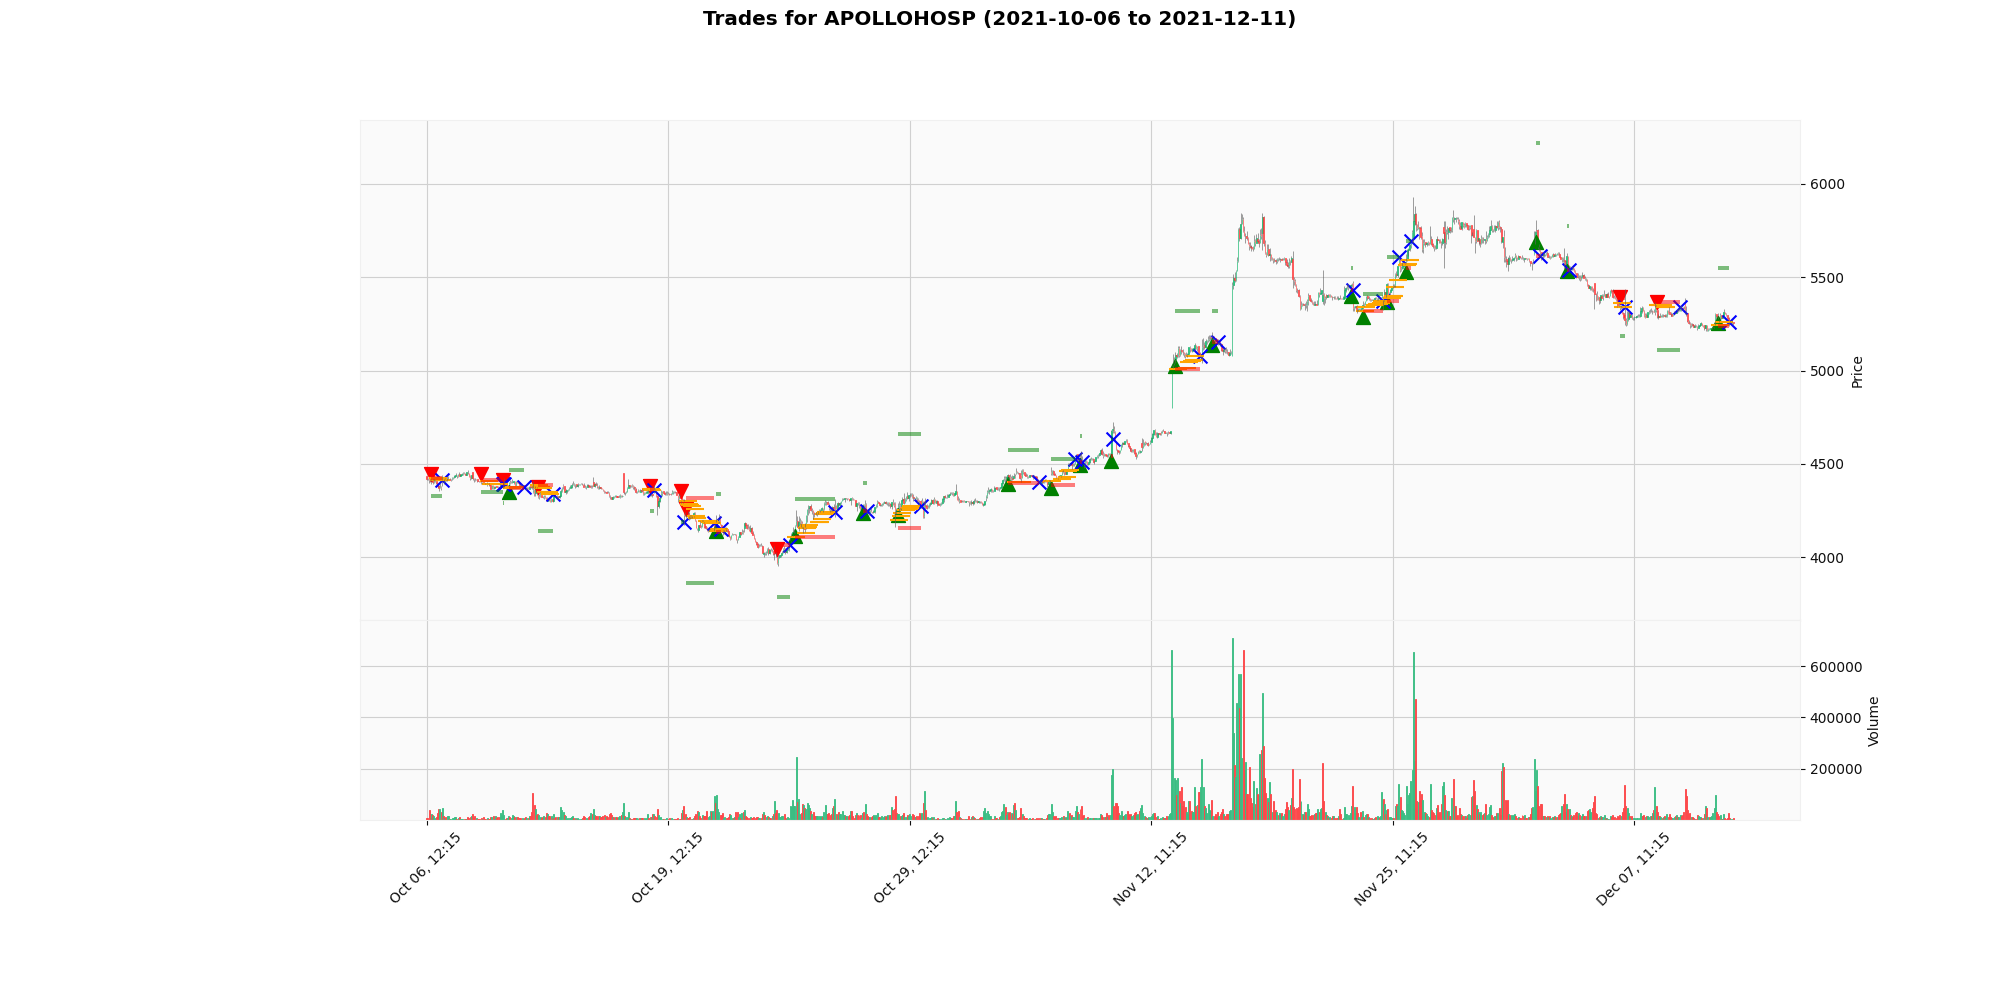 Trades for APOLLOHOSP (2021-10-06 to 2021-12-11)
6000
5500
5000
4500
4000
Price
600000
400000
200000
Volume
Oct 06, 12:15
Oct 19, 12:15
Oct 29, 12:15
Nov 12, 11:15
Nov 25, 11:15
Dec 07, 11:15